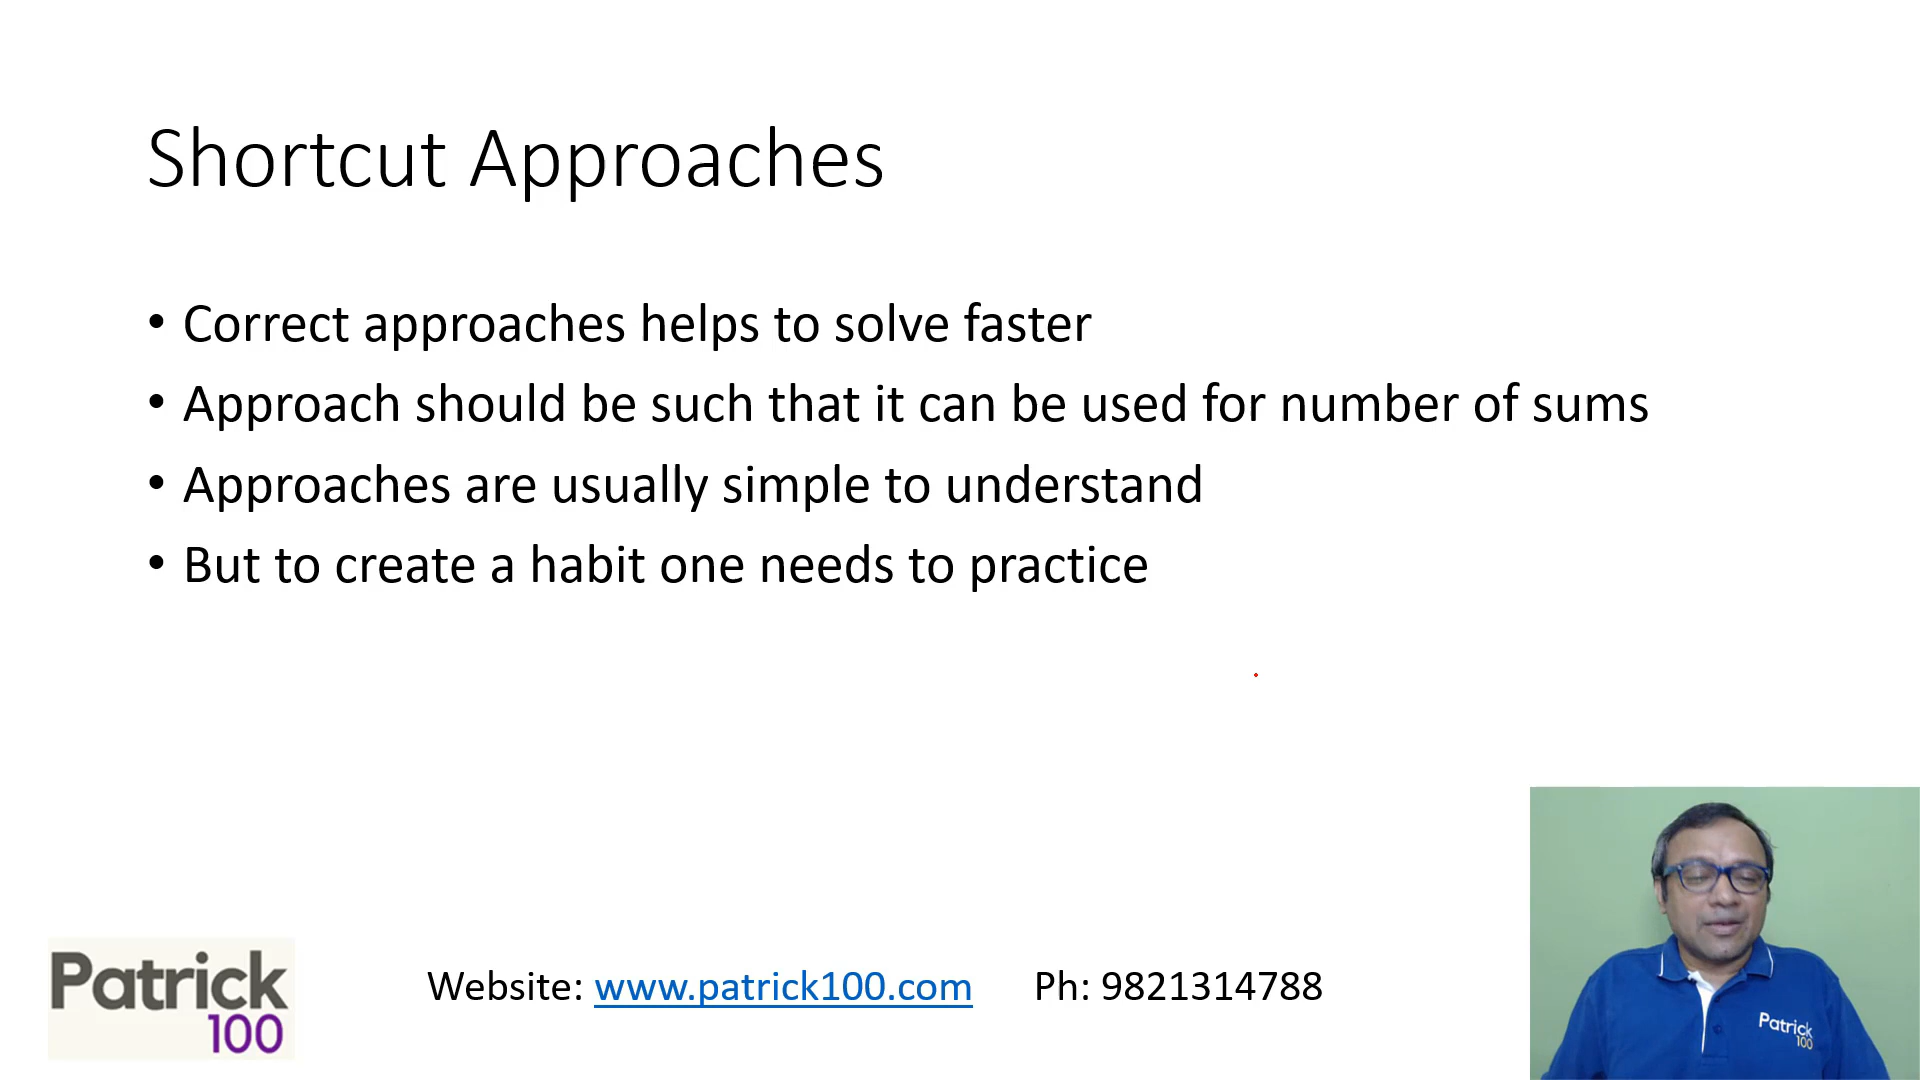 Shortcut Approaches
• Correct approaches helps to solve faster
• Approach should be such that it can be used for number of sums
• Approaches are usually simple to understand
• But to create a habit one needs to practice
Patrick
100
Website: www.patrick100.com Ph: 9821314788
Patrick
100